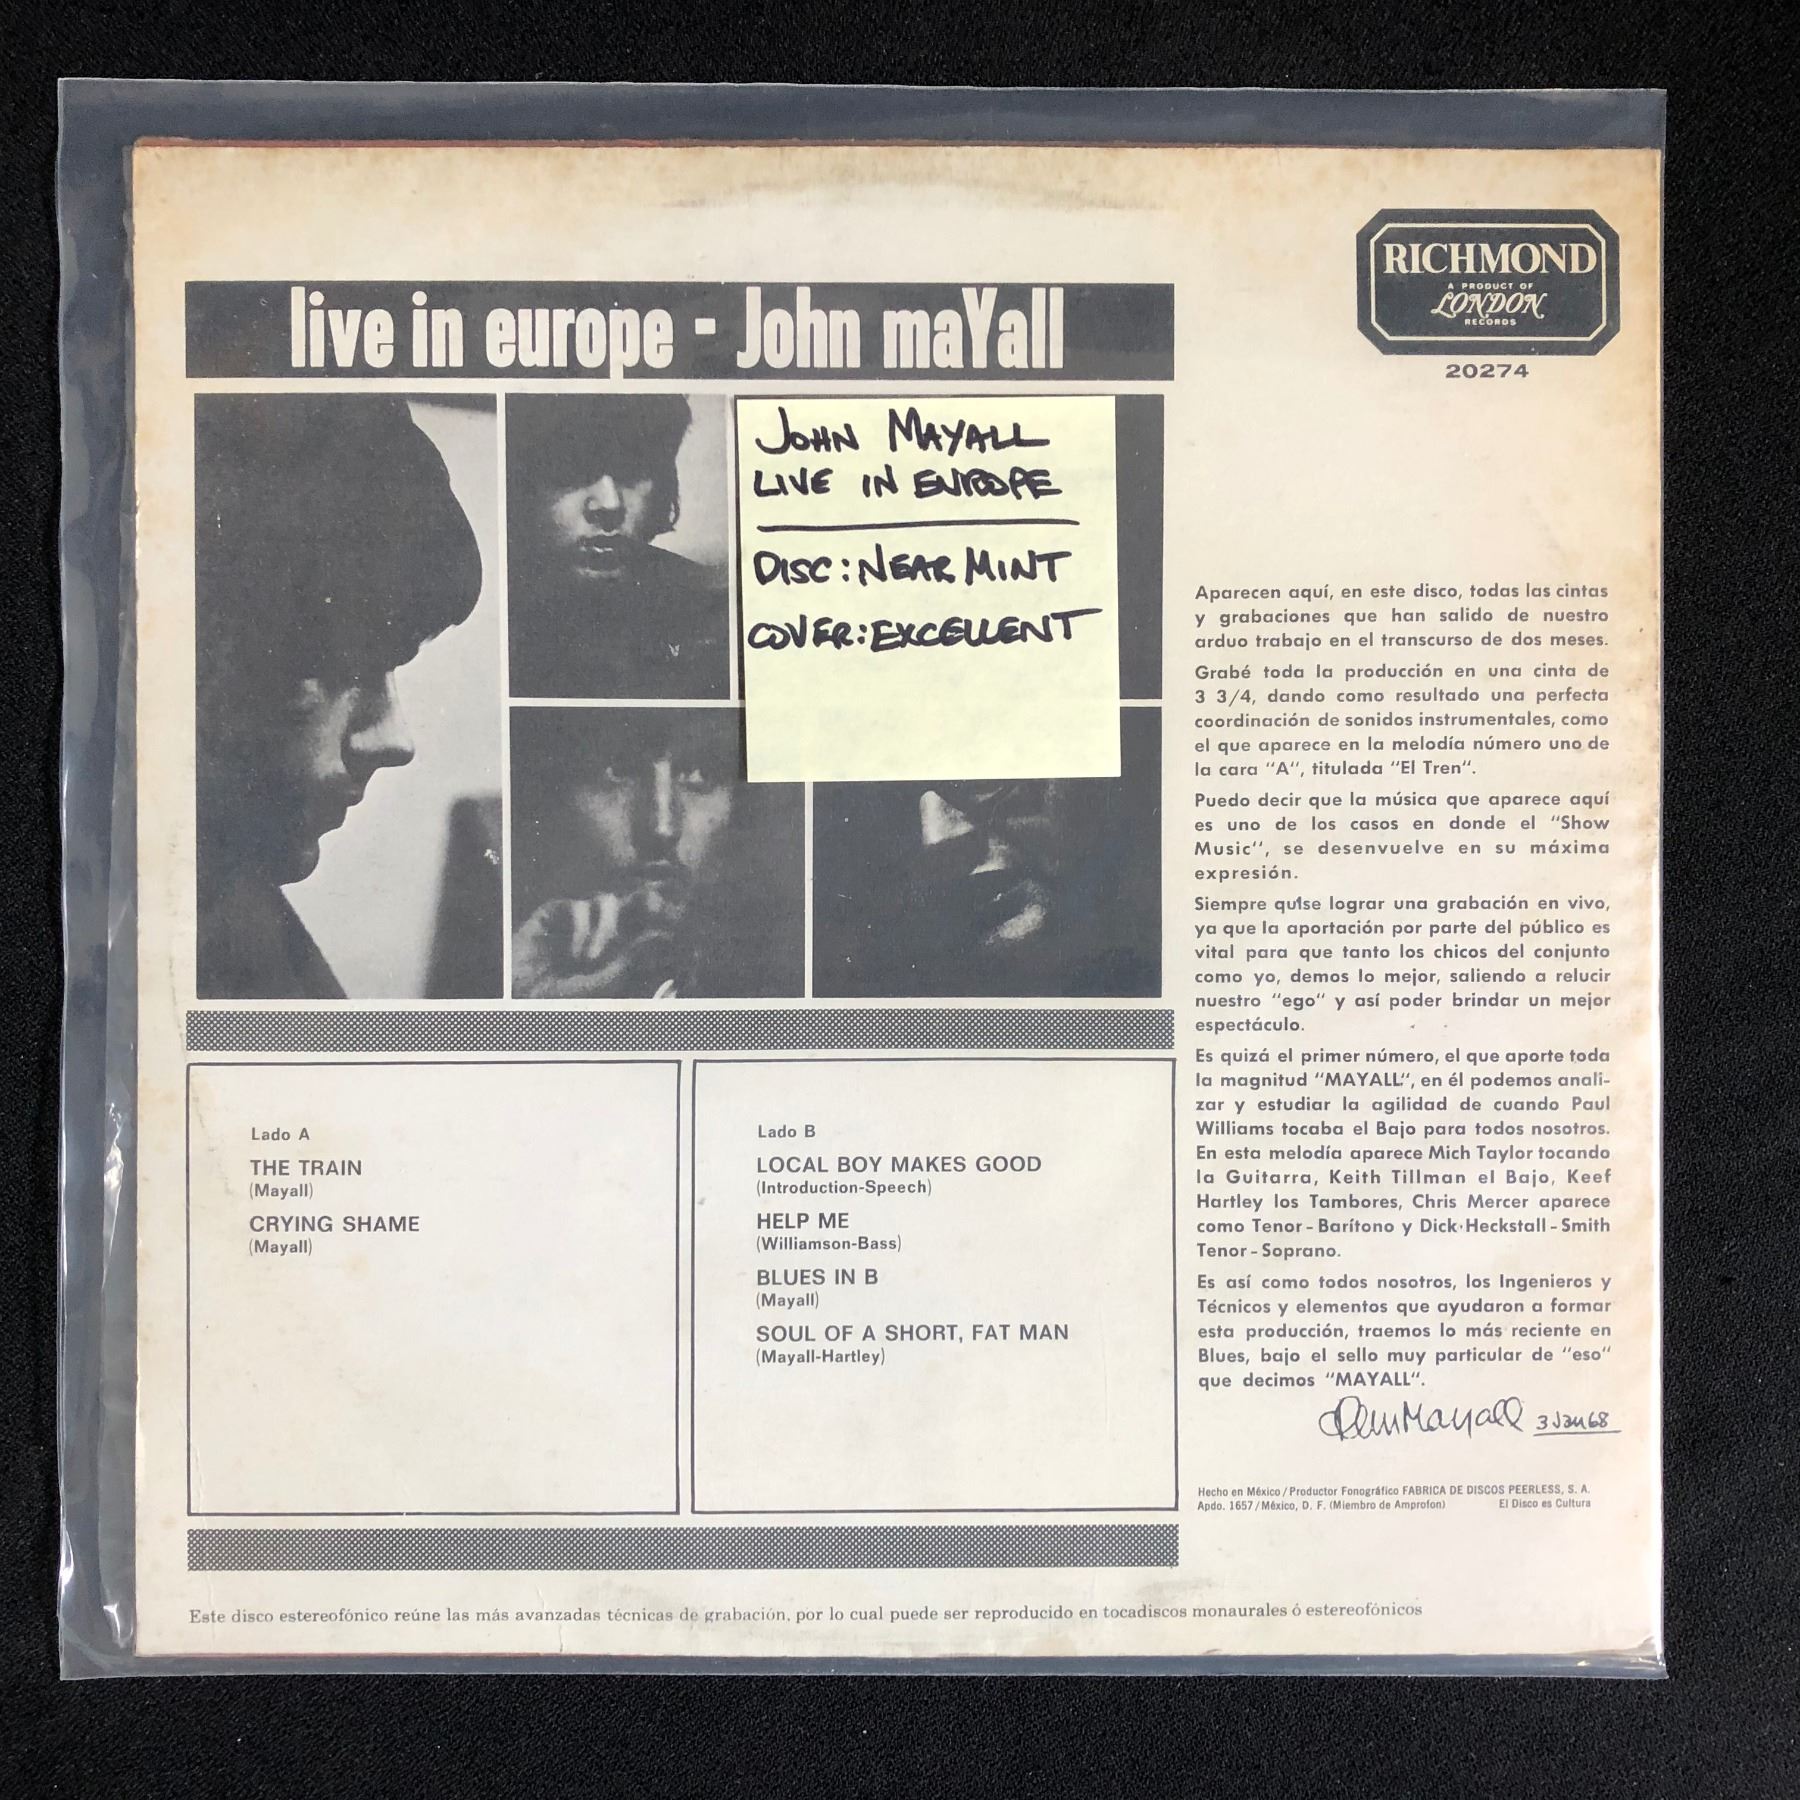 RICHMOND
A PRODUCT OF
LONDON
RECORDS
20274
live in europe - John maYall
JOHN MAYALL
LIVE IN EUROPE
DISC: NEAR MINT
COVER: EXCELLENT
Aparecen aquí, en este disco, todas las cintas
y grabaciones que han salido de nuestro
arduo trabajo en el transcurso de dos meses.
Grabé toda la producción en una cinta de
3 3/4, dando como resultado una perfecta
coordinación de sonidos instrumentales, como
el que aparece en la melodía número uno de
la cara "A", titulada "El Tren".
Puedo decir que la música que aparece aquí
es uno de los casos en donde el "Show
Music", se desenvuelve en su máxima
expresión.
Siempre quise lograr una grabación en vivo,
ya que la aportación por parte del público es
vital para que tanto los chicos del conjunto
como yo, demos lo mejor, saliendo a relucir
nuestro "ego" y así poder brindar un mejor
espectáculo.
Es quizá el primer número, el que aporte toda
la magnitud "MAYALL", en él podemos anali-
zar y estudiar la agilidad de cuando Paul
Williams tocaba el Bajo para todos nosotros.
En esta melodía aparece Mich Taylor tocando
la Guitarra, Keith Tillman el Bajo, Keef
Hartley los Tambores, Chris Mercer aparece
como Tenor - Barítono y Dick-Heckstall - Smith
Tenor - Soprano.
Es así como todos nosotros, los Ingenieros y
Técnicos y elementos que ayudaron a formar
esta producción, traemos lo más reciente en
Blues, bajo el sello muy particular de "eso"
que decimos "MAYALL".
John Mayall 3 Jan 68
Hecho en México / Productor Fonográfico FABRICA DE DISCOS PEERLESS, S. A.
Apdo. 1657 / México, D. F. (Miembro de Amprofon) El Disco es Cultura
Lado A
THE TRAIN
(Mayall)
CRYING SHAME
(Mayall)
Lado B
LOCAL BOY MAKES GOOD
(Introduction-Speech)
HELP ME
(Williamson-Bass)
BLUES IN B
(Mayall)
SOUL OF A SHORT, FAT MAN
(Mayall-Hartley)
Este disco estereofónico reúne las más avanzadas técnicas de grabación, por lo cual puede ser reproducido en tocadiscos monaurales ó estereofónicos